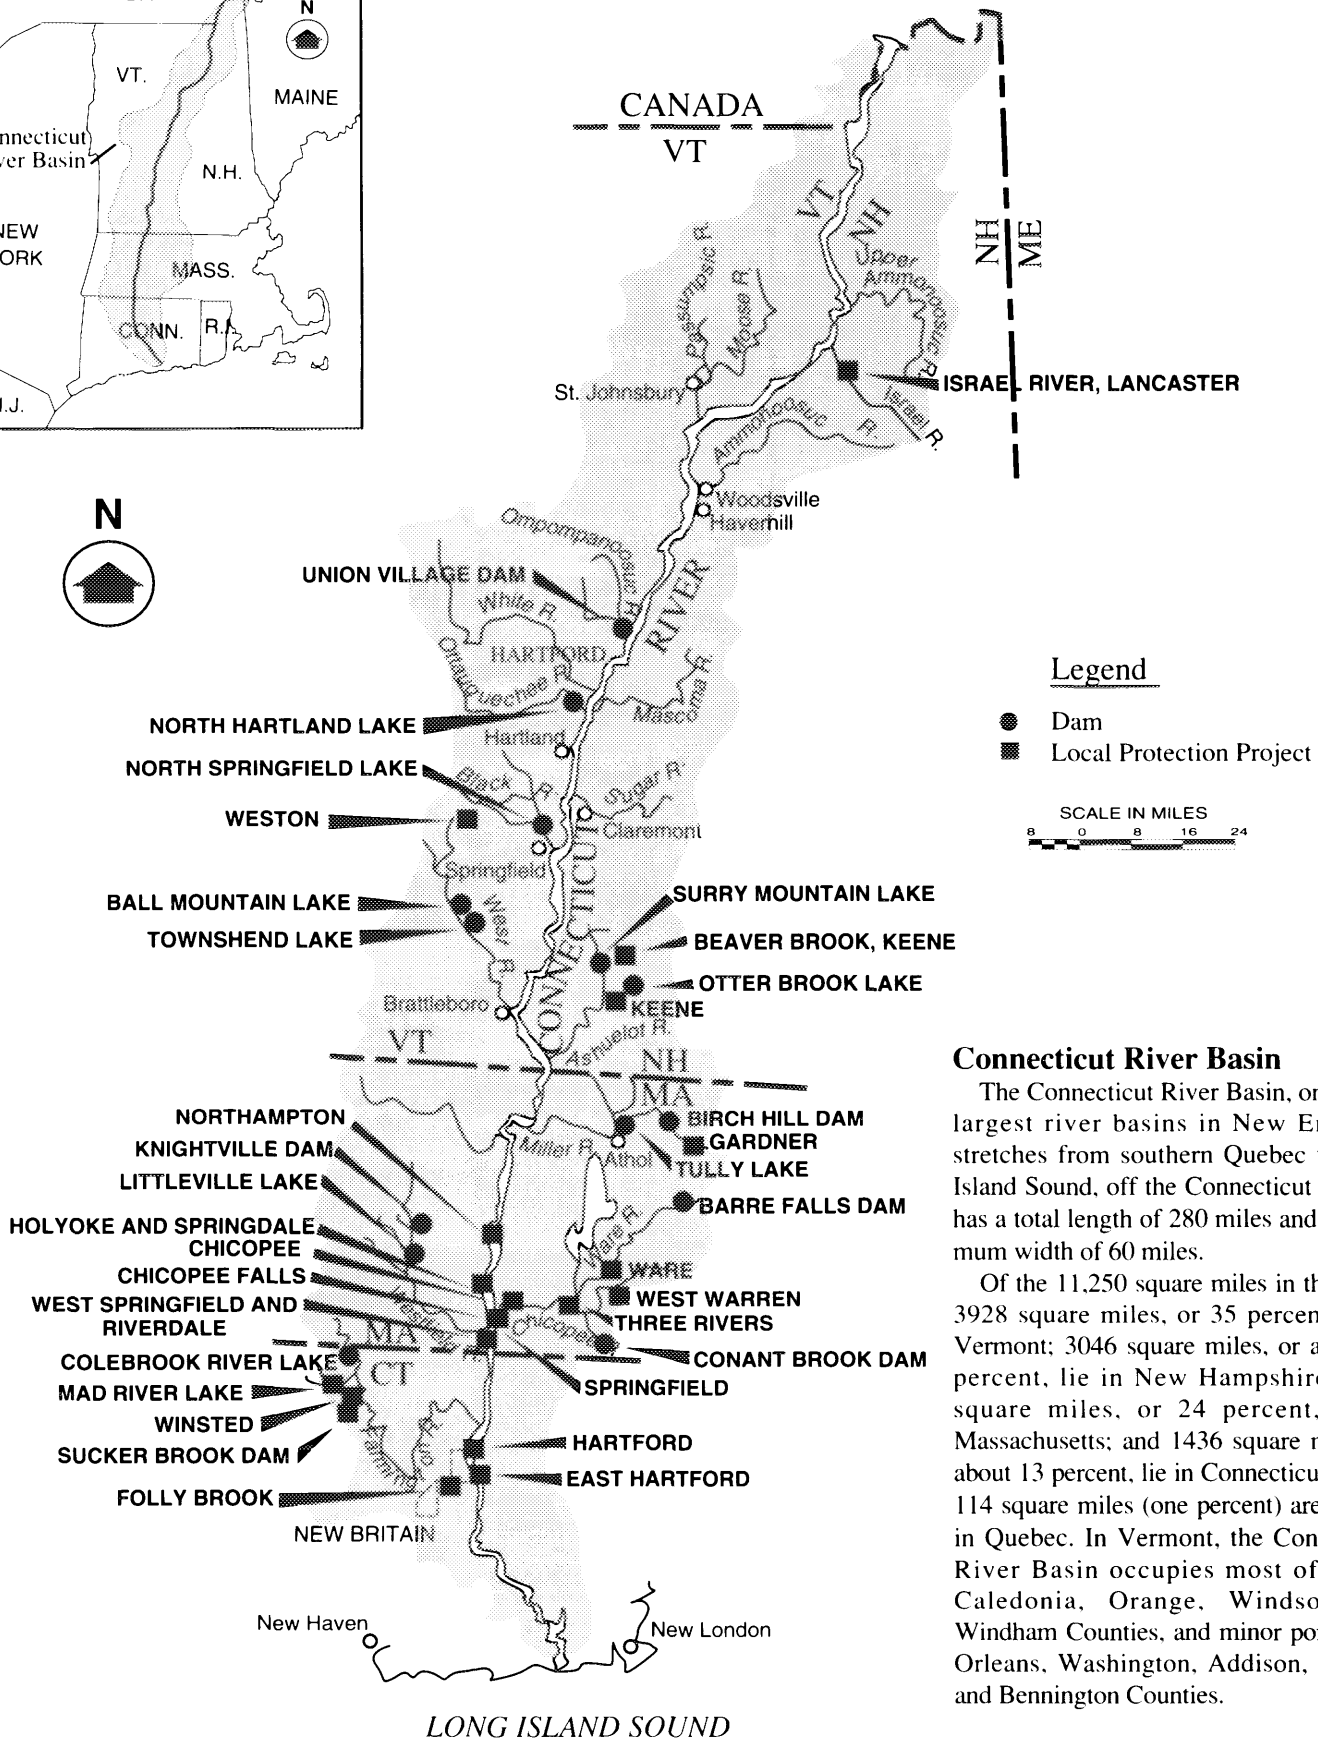 N
VT.
MAINE
nnecticut
ver Basin
N.H.
NEW
ORK
MASS.
CONN.
R.I.
N.J.
CANADA
VT
VT
NH
NH
ME
Upper
Ammonoosuc R.
Passumpsic R.
Moose R.
St. Johnsbury
ISRAEL RIVER, LANCASTER
Israel R.
Ammonoosuc R.
Woodsville
Haverhill
N
Ompompanoosuc R.
UNION VILLAGE DAM
White R.
HARTFORD
CONNECTICUT RIVER
Ottauquechee R.
Mascoma R.
NORTH HARTLAND LAKE
Hartland
NORTH SPRINGFIELD LAKE
Black R.
Sugar R.
WESTON
Claremont
Springfield
BALL MOUNTAIN LAKE
TOWNSHEND LAKE
West R.
SURRY MOUNTAIN LAKE
BEAVER BROOK, KEENE
OTTER BROOK LAKE
KEENE
Brattleboro
Ashuelot R.
VT
NH
MA
NORTHAMPTON
BIRCH HILL DAM
KNIGHTVILLE DAM
GARDNER
Miller R.
Athol
TULLY LAKE
LITTLEVILLE LAKE
BARRE FALLS DAM
HOLYOKE AND SPRINGDALE
Ware R.
CHICOPEE
WARE
CHICOPEE FALLS
WEST WARREN
WEST SPRINGFIELD AND
RIVERDALE
Chicopee
THREE RIVERS
MA
CT
COLEBROOK RIVER LAKE
CONANT BROOK DAM
MAD RIVER LAKE
SPRINGFIELD
WINSTED
SUCKER BROOK DAM
HARTFORD
EAST HARTFORD
FOLLY BROOK
NEW BRITAIN
New Haven
New London
LONG ISLAND SOUND
Legend
Dam
Local Protection Project
SCALE IN MILES
8 0 8 16 24
Connecticut River Basin
The Connecticut River Basin, on
largest river basins in New En
stretches from southern Quebec
Island Sound, off the Connecticut
has a total length of 280 miles and
mum width of 60 miles.
Of the 11,250 square miles in th
3928 square miles, or 35 percen
Vermont; 3046 square miles, or a
percent, lie in New Hampshire
square miles, or 24 percent,
Massachusetts; and 1436 square m
about 13 percent, lie in Connecticu
114 square miles (one percent) are
in Quebec. In Vermont, the Con
River Basin occupies most of
Caledonia, Orange, Windso
Windham Counties, and minor po
Orleans, Washington, Addison,
and Bennington Counties.